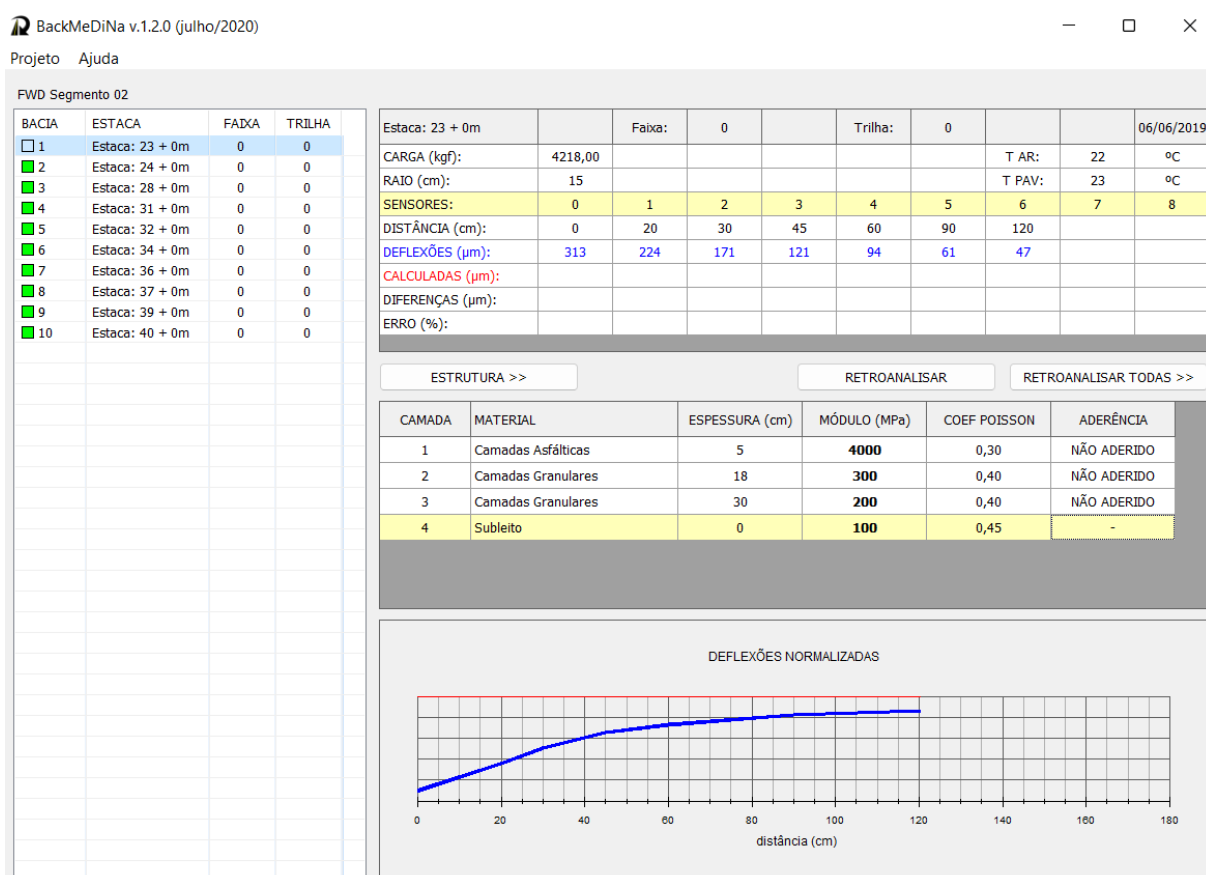 BackMeDiNa v.1.2.0 (julho/2020)
Projeto Ajuda
FWD Segmento 02
BACIA ESTACA FAIXA TRILHA
1 Estaca: 23 + 0m 0 0
2 Estaca: 24 + 0m 0 0
3 Estaca: 28 + 0m 0 0
4 Estaca: 31 + 0m 0 0
5 Estaca: 32 + 0m 0 0
6 Estaca: 34 + 0m 0 0
7 Estaca: 36 + 0m 0 0
8 Estaca: 37 + 0m 0 0
9 Estaca: 39 + 0m 0 0
10 Estaca: 40 + 0m 0 0
Estaca: 23 + 0m Faixa: 0 Trilha: 0 06/06/2019
CARGA (kgf): 4218,00 T AR: 22 ºC
RAIO (cm): 15 T PAV: 23 ºC
SENSORES: 0 1 2 3 4 5 6 7 8
DISTÂNCIA (cm): 0 20 30 45 60 90 120
DEFLEXÕES (µm): 313 224 171 121 94 61 47
CALCULADAS (µm):
DIFERENÇAS (µm):
ERRO (%):
ESTRUTURA >> RETROANALISAR RETROANALISAR TODAS >>
CAMADA MATERIAL ESPESSURA (cm) MÓDULO (MPa) COEF POISSON ADERÊNCIA
1 Camadas Asfálticas 5 4000 0,30 NÃO ADERIDO
2 Camadas Granulares 18 300 0,40 NÃO ADERIDO
3 Camadas Granulares 30 200 0,40 NÃO ADERIDO
4 Subleito 0 100 0,45 -
DEFLEXÕES NORMALIZADAS
0 20 40 60 80 100 120 140 160 180
distância (cm)